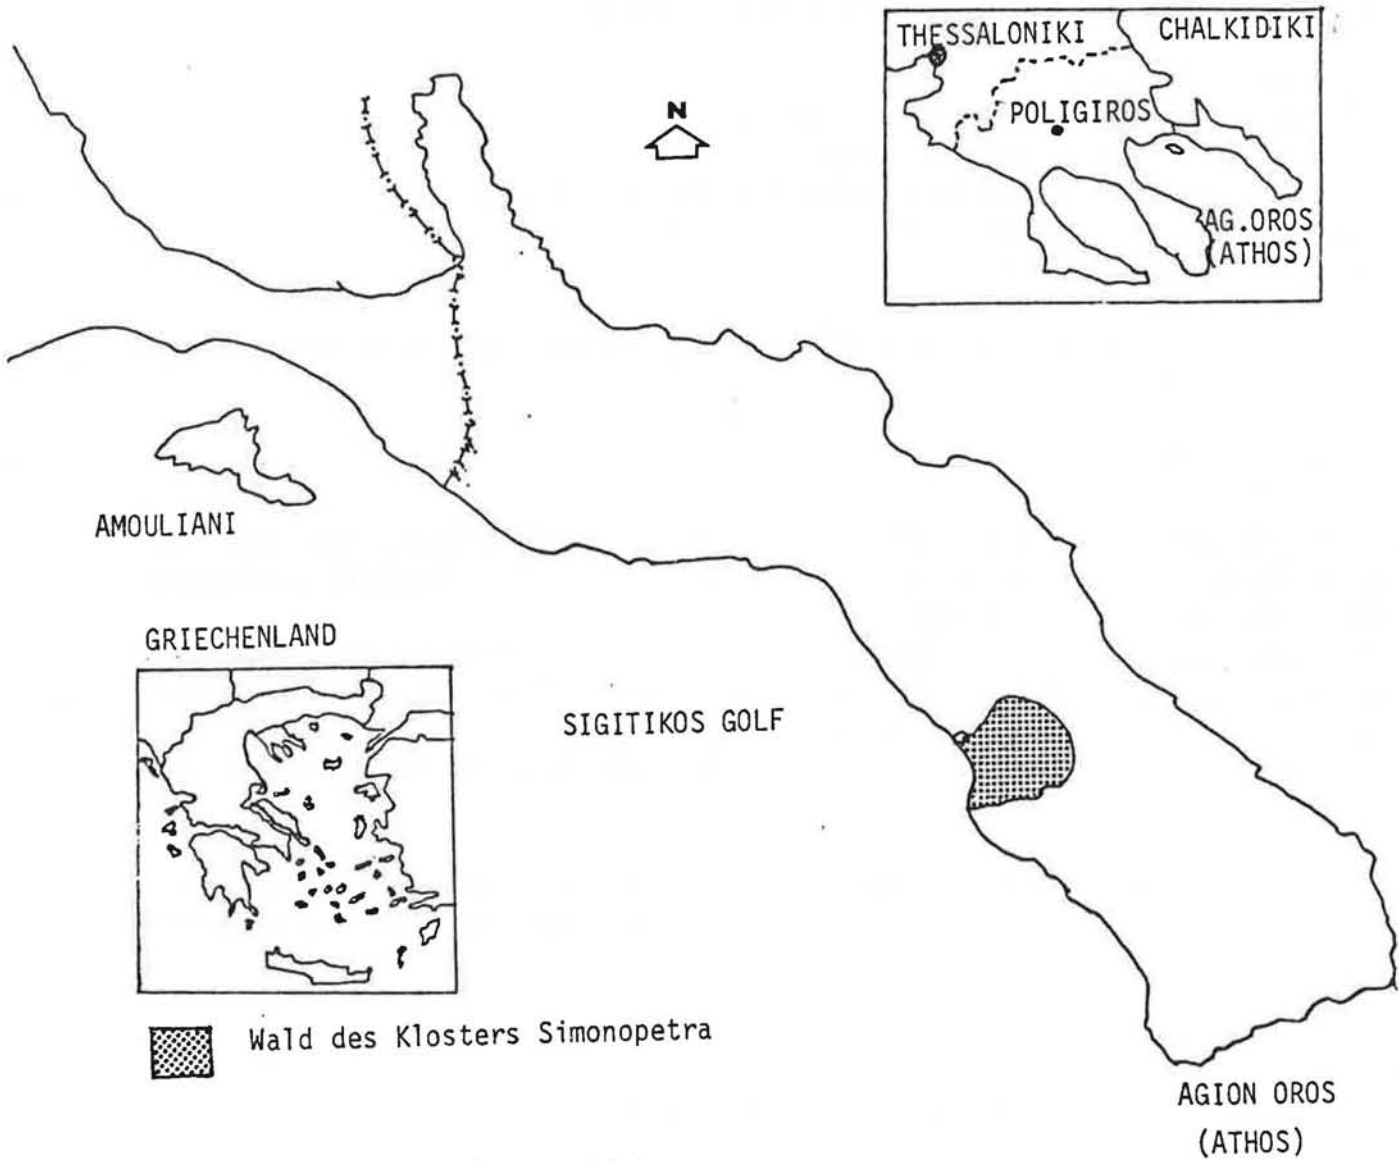 THESSALONIKI
CHALKIDIKI
N
POLIGIROS
AG.OROS
(ATHOS)
AMOULIANI
GRIECHENLAND
SIGITIKOS GOLF
Wald des Klosters Simonopetra
AGION OROS
(ATHOS)